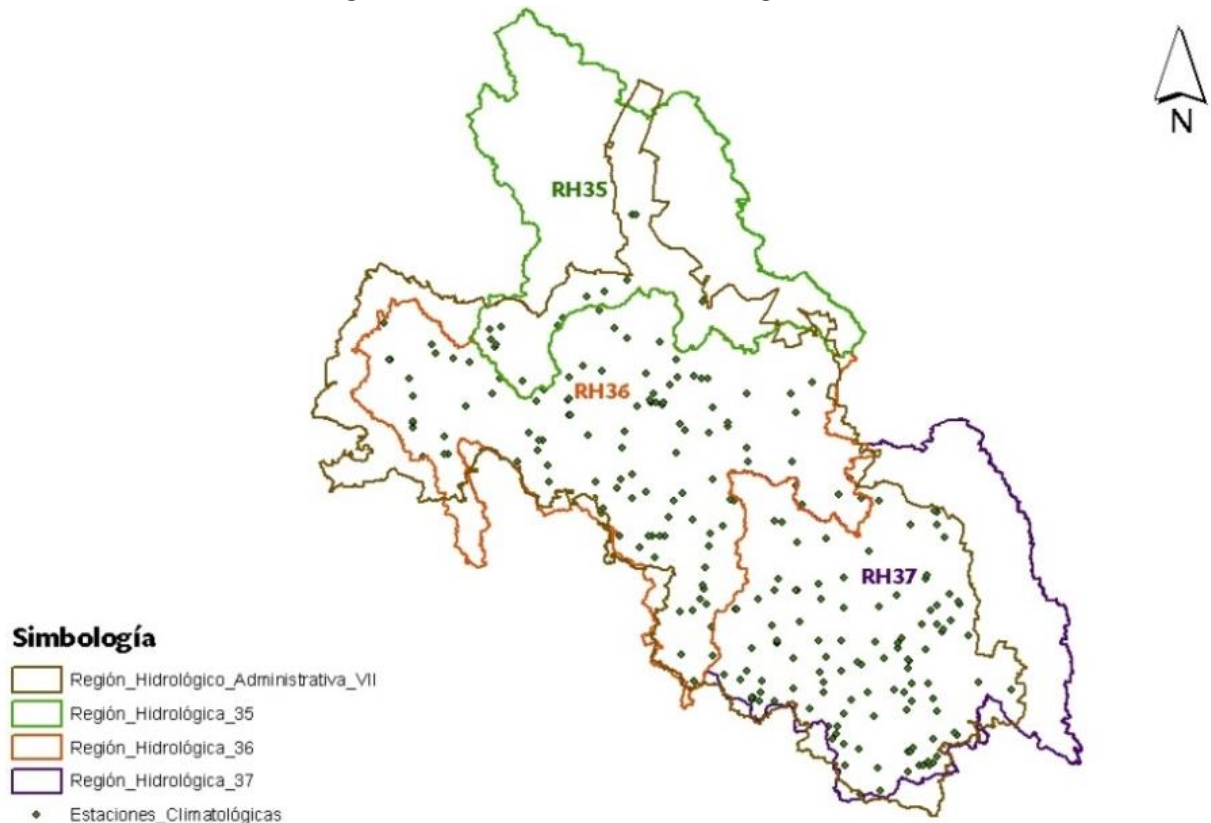 N
RH35
RH36
RH37
Simbología
Región_Hidrológico_Administrativa_VII
Región_Hidrológica_35
Región_Hidrológica_36
Región_Hidrológica_37
Estaciones_Climatológicas